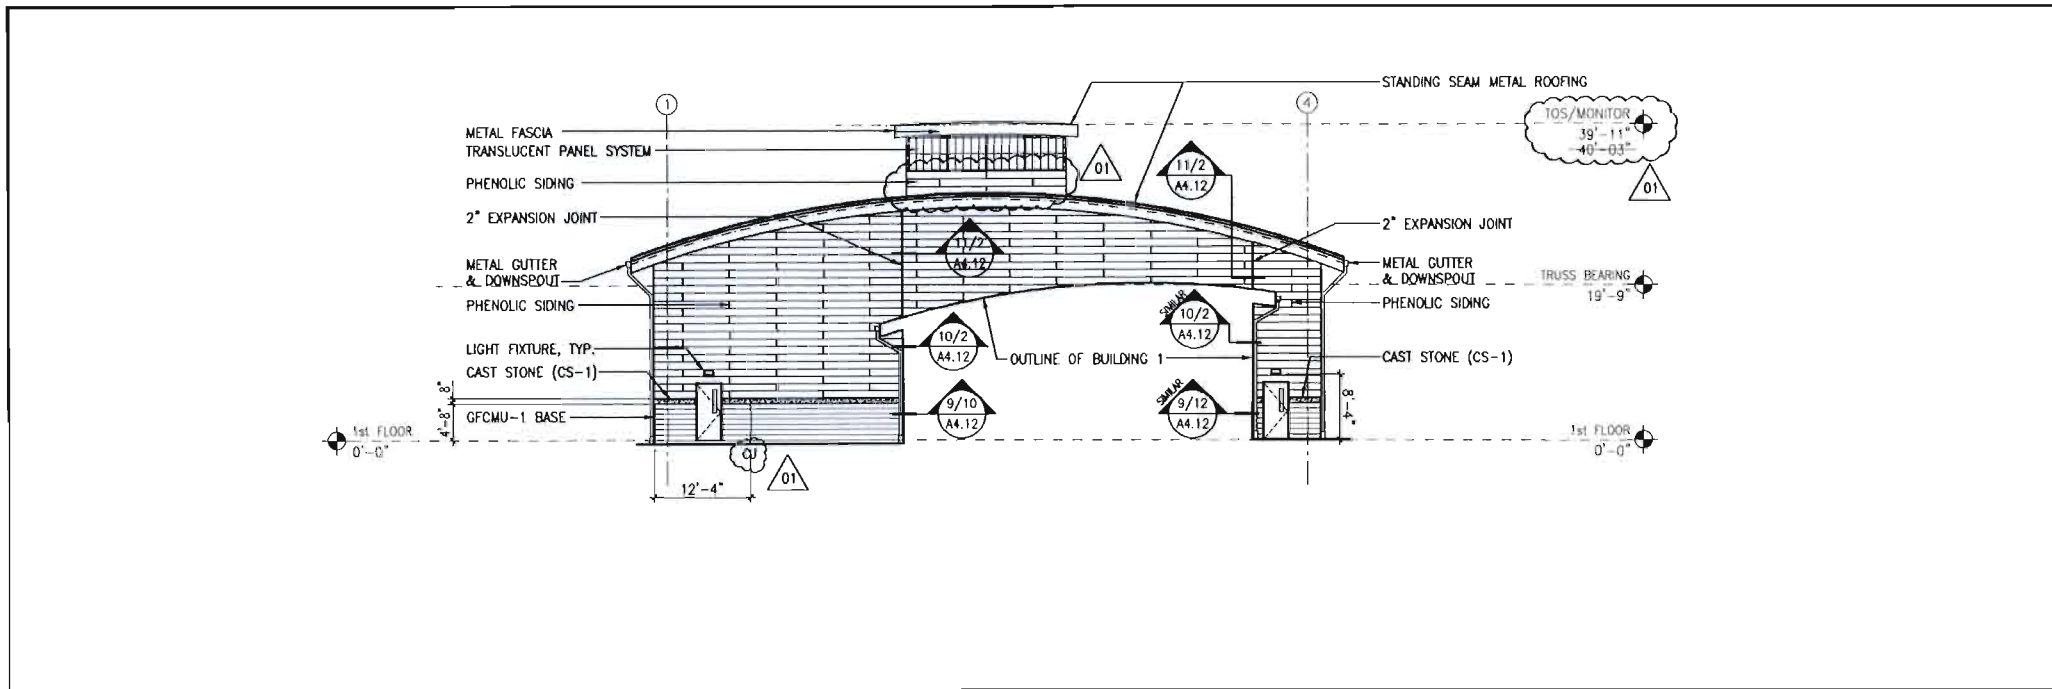 STANDING SEAM METAL ROOFING
1
4
TOS/MONITOR
39'-11"
40'-03"
01
METAL FASCIA
TRANSLUCENT PANEL SYSTEM
PHENOLIC SIDING
01
11/2
A4.12
2" EXPANSION JOINT
2" EXPANSION JOINT
11/2
A4.12
METAL GUTTER
& DOWNSPOUT
METAL GUTTER
& DOWNSPOUT
TRUSS BEARING
19'-9"
PHENOLIC SIDING
PHENOLIC SIDING
SIMILAR
10/2
A4.12
10/2
A4.12
LIGHT FIXTURE, TYP.
OUTLINE OF BUILDING 1
CAST STONE (CS-1)
CAST STONE (CS-1)
8"
4'-8"
GFCMU-1 BASE
9/10
A4.12
SIMILAR
9/12
A4.12
8'-4"
1st FLOOR
0'-0"
1st FLOOR
0'-0"
CJ
01
12'-4"